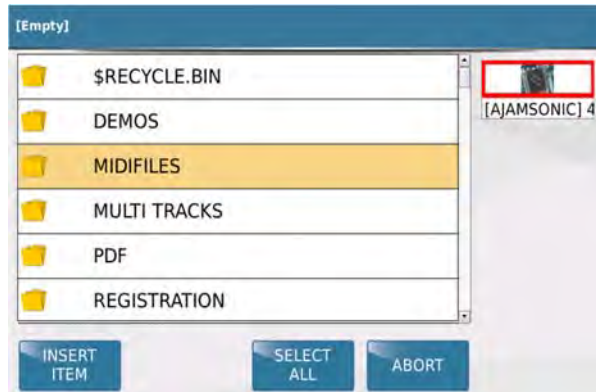 [Empty]
$RECYCLE.BIN
DEMOS
MIDIFILES
MULTI TRACKS
PDF
REGISTRATION
[AJAMSONIC] 4
INSERT
ITEM
SELECT
ALL
ABORT